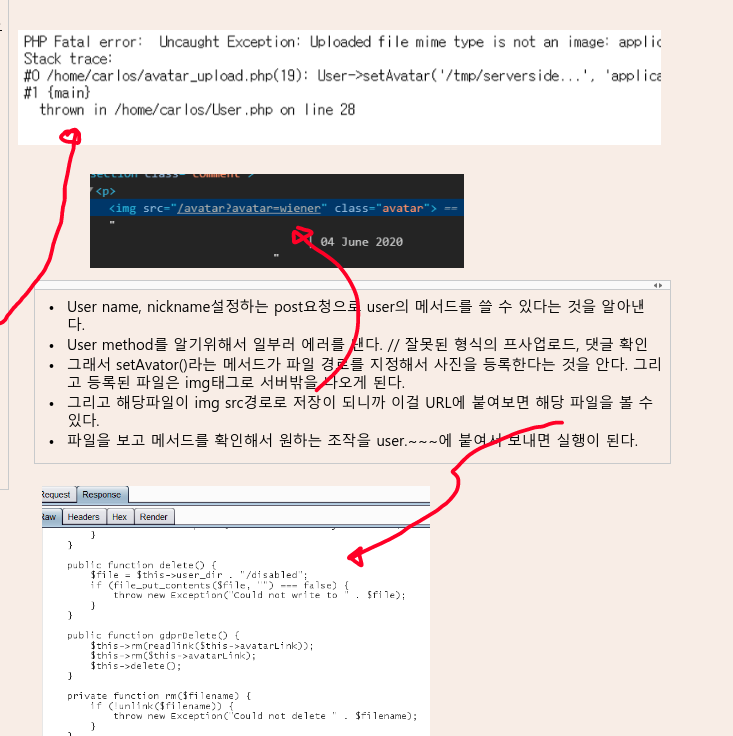 PHP Fatal error:  Uncaught Exception: Uploaded file mime type is not an image: applic
Stack trace:
#0 /home/carlos/avatar_upload.php(19): User->setAvatar('/tmp/serverside...', 'applica
#1 {main}
  thrown in /home/carlos/User.php on line 28
section class="comment">
<p>
<img src="/avatar?avatar=wiener" class="avatar"> ==
"
| 04 June 2020
"
• User name, nickname설정하는 post요청으로 user의 메서드를 쓸 수 있다는 것을 알아낸
다.
• User method를 알기위해서 일부러 에러를 낸다. // 잘못된 형식의 프사업로드, 댓글 확인
• 그래서 setAvator()라는 메서드가 파일 경로를 지정해서 사진을 등록한다는 것을 안다. 그리
고 등록된 파일은 img태그로 서버밖을 나오게 된다.
• 그리고 해당파일이 img src경로로 저장이 되니까 이걸 URL에 붙여보면 해당 파일을 볼 수
있다.
• 파일을 보고 메서드를 확인해서 원하는 조작을 user.~~~에 붙여서 보내면 실행이 된다.
Request Response
Raw Headers Hex Render
}
}
public function delete() {
$file = $this->user_dir . "/disabled";
if (file_put_contents($file, "") === false) {
throw new Exception("Could not write to " . $file);
}
}
public function gdprDelete() {
$this->rm(readlink($this->avatarLink));
$this->rm($this->avatarLink);
$this->delete();
}
private function rm($filename) {
if (!unlink($filename)) {
throw new Exception("Could not delete " . $filename);
}
}